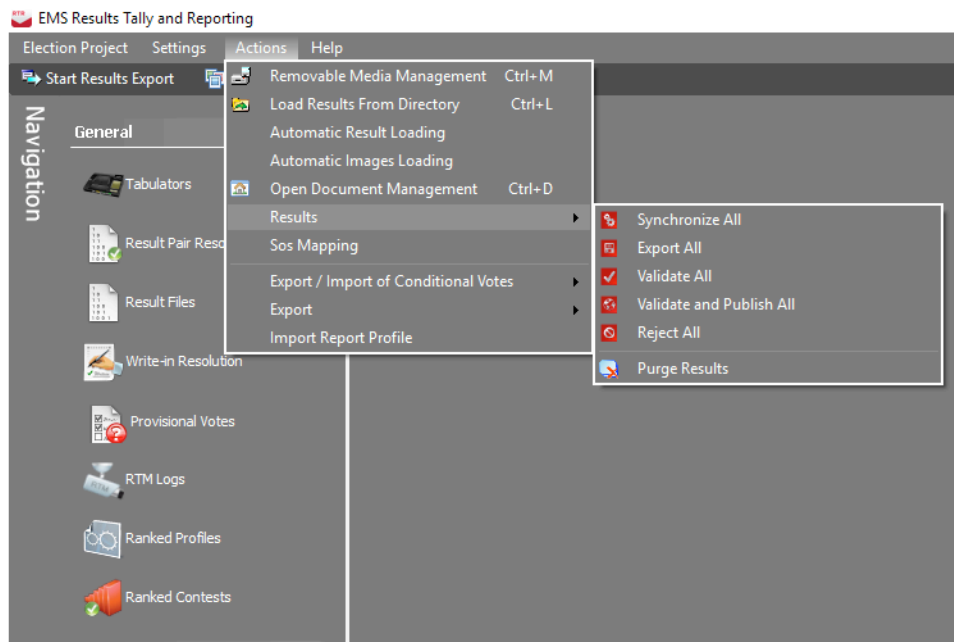 EMS Results Tally and Reporting
Election Project Settings Actions Help
Start Results Export
Navigation
General
Tabulators
Result Pair Reso
Result Files
Write-in Resolution
Provisional Votes
RTM Logs
Ranked Profiles
Ranked Contests
Removable Media Management Ctrl+M
Load Results From Directory Ctrl+L
Automatic Result Loading
Automatic Images Loading
Open Document Management Ctrl+D
Results
Sos Mapping
Export / Import of Conditional Votes
Export
Import Report Profile
Synchronize All
Export All
Validate All
Validate and Publish All
Reject All
Purge Results